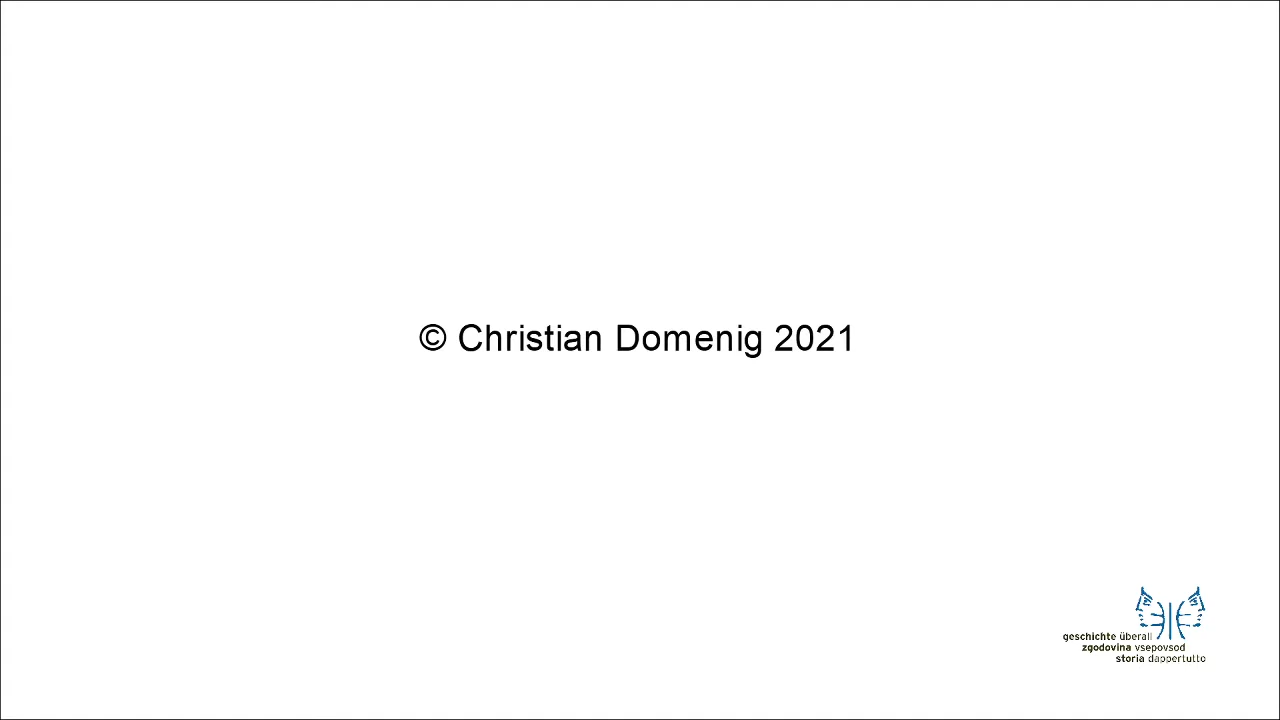 © Christian Domenig 2021
geschichte überall
zgodovina vsepovsod
storia dappertutto